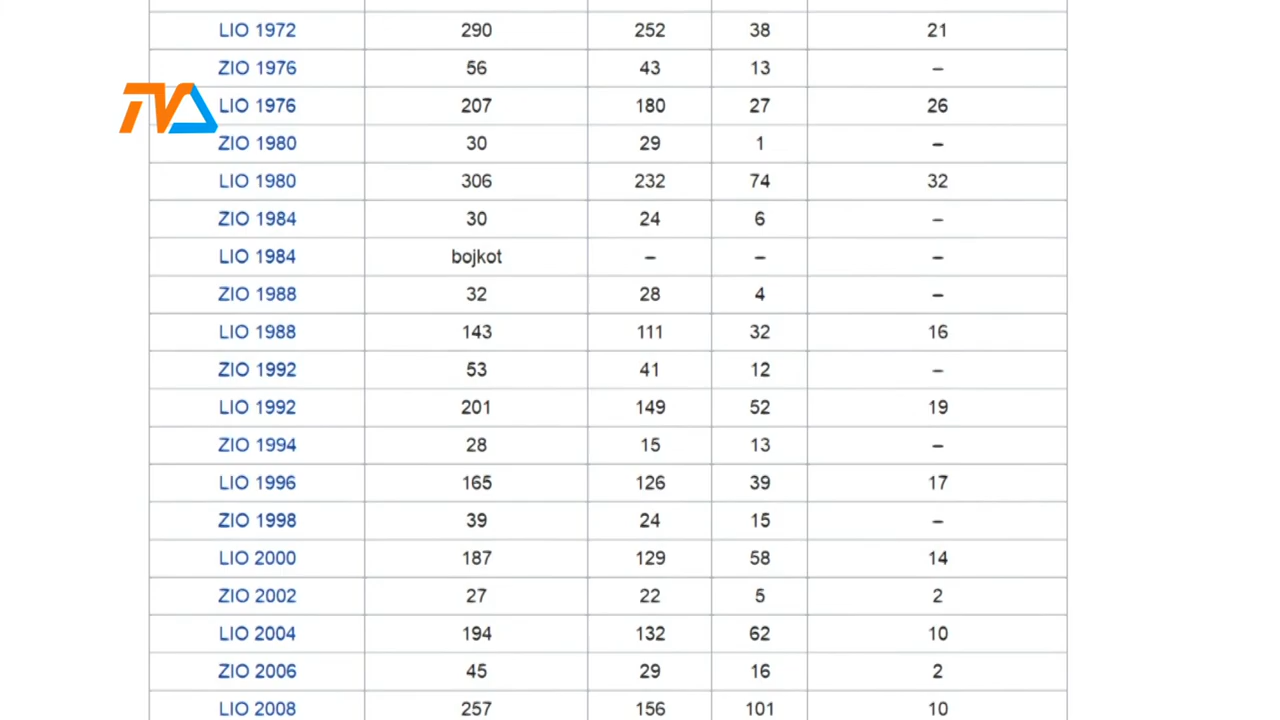 LIO 1972 290 252 38 21
ZIO 1976 56 43 13 –
TVA
LIO 1976 207 180 27 26
ZIO 1980 30 29 1 –
LIO 1980 306 232 74 32
ZIO 1984 30 24 6 –
LIO 1984 bojkot – – –
ZIO 1988 32 28 4 –
LIO 1988 143 111 32 16
ZIO 1992 53 41 12 –
LIO 1992 201 149 52 19
ZIO 1994 28 15 13 –
LIO 1996 165 126 39 17
ZIO 1998 39 24 15 –
LIO 2000 187 129 58 14
ZIO 2002 27 22 5 2
LIO 2004 194 132 62 10
ZIO 2006 45 29 16 2
LIO 2008 257 156 101 10